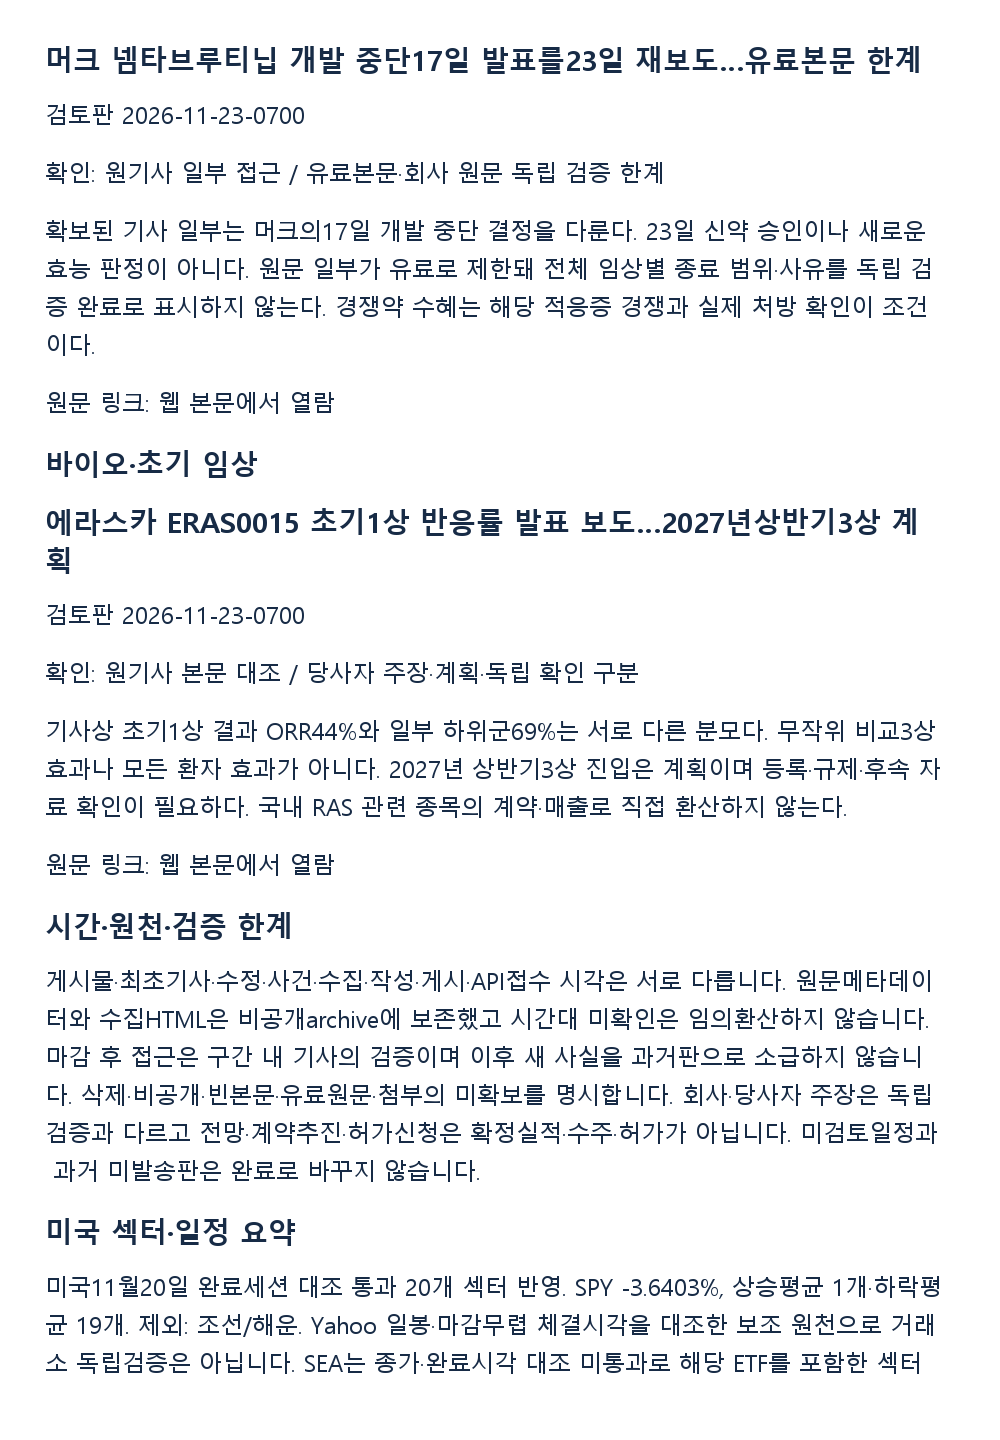 머크 넴타브루티닙 개발 중단17일 발표를23일 재보도...유료본문 한계
검토판 2026-11-23-0700
확인: 원기사 일부 접근 / 유료본문·회사 원문 독립 검증 한계
확보된 기사 일부는 머크의17일 개발 중단 결정을 다룬다. 23일 신약 승인이나 새로운
효능 판정이 아니다. 원문 일부가 유료로 제한돼 전체 임상별 종료 범위·사유를 독립 검
증 완료로 표시하지 않는다. 경쟁약 수혜는 해당 적응증 경쟁과 실제 처방 확인이 조건
이다.
원문 링크: 웹 본문에서 열람
바이오·초기 임상
에라스카 ERAS0015 초기1상 반응률 발표 보도...2027년상반기3상 계
획
검토판 2026-11-23-0700
확인: 원기사 본문 대조 / 당사자 주장·계획·독립 확인 구분
기사상 초기1상 결과 ORR44%와 일부 하위군69%는 서로 다른 분모다. 무작위 비교3상
효과나 모든 환자 효과가 아니다. 2027년 상반기3상 진입은 계획이며 등록·규제·후속 자
료 확인이 필요하다. 국내 RAS 관련 종목의 계약·매출로 직접 환산하지 않는다.
원문 링크: 웹 본문에서 열람
시간·원천·검증 한계
게시물·최초기사·수정·사건·수집·작성·게시·API접수 시각은 서로 다릅니다. 원문메타데이
터와 수집HTML은 비공개archive에 보존했고 시간대 미확인은 임의환산하지 않습니다.
마감 후 접근은 구간 내 기사의 검증이며 이후 새 사실을 과거판으로 소급하지 않습니
다. 삭제·비공개·빈본문·유료원문·첨부의 미확보를 명시합니다. 회사·당사자 주장은 독립
검증과 다르고 전망·계약추진·허가신청은 확정실적·수주·허가가 아닙니다. 미검토일정과
과거 미발송판은 완료로 바꾸지 않습니다.
미국 섹터·일정 요약
미국11월20일 완료세션 대조 통과 20개 섹터 반영. SPY -3.6403%, 상승평균 1개·하락평
균 19개. 제외: 조선/해운. Yahoo 일봉·마감무렵 체결시각을 대조한 보조 원천으로 거래
소 독립검증은 아닙니다. SEA는 종가·완료시각 대조 미통과로 해당 ETF를 포함한 섹터